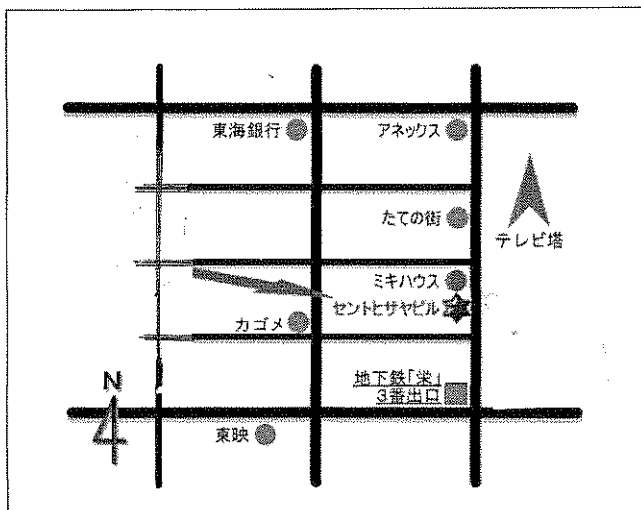 東海銀行
アネックス
たての街
テレビ塔
ミキハウス
セントヒサヤビル
カゴメ
地下鉄「栄」
3番出口
N
東映